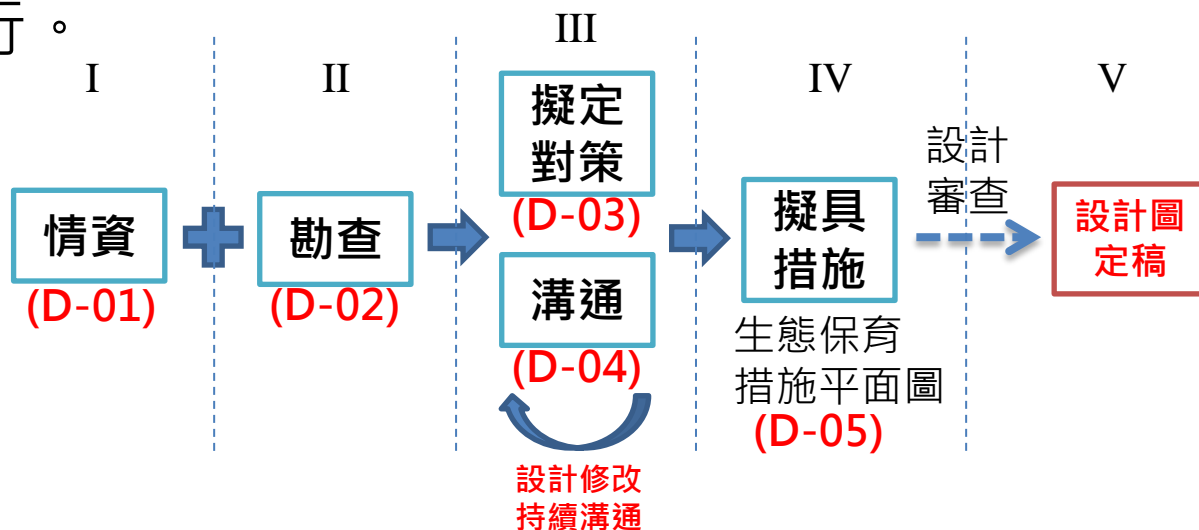 行。
I
II
III
IV
V
情資
(D-01)
勘查
(D-02)
擬定
對策
(D-03)
溝通
(D-04)
設計修改
持續溝通
擬具
措施
生態保育
措施平面圖
(D-05)
設計
審查
設計圖
定稿